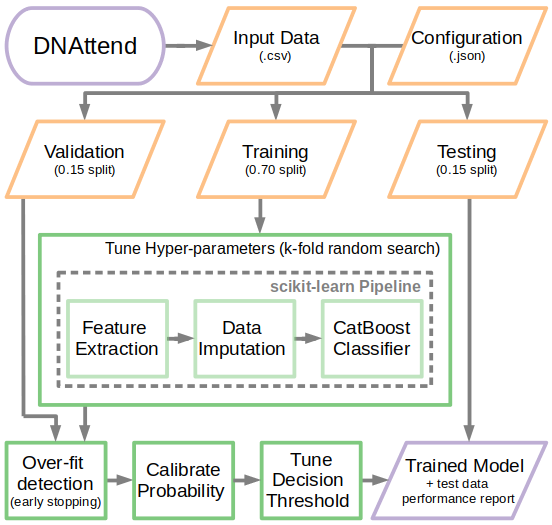 DNAttend
Input Data
(.csv)
Configuration
(.json)
Validation
(0.15 split)
Training
(0.70 split)
Testing
(0.15 split)
Tune Hyper-parameters (k-fold random search)
scikit-learn Pipeline
Feature
Extraction
Data
Imputation
CatBoost
Classifier
Over-fit
detection
(early stopping)
Calibrate
Probability
Tune
Decision
Threshold
Trained Model
+ test data
performance report